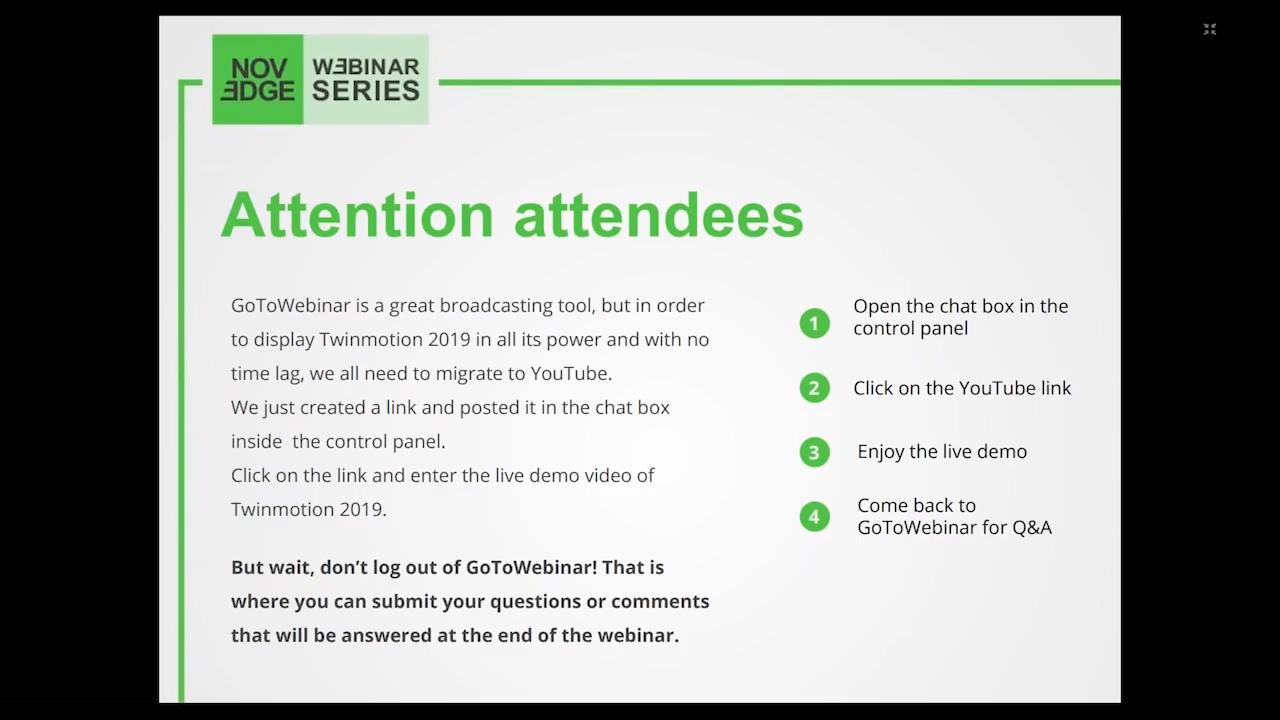 NOV
EDGE
WEBINAR
SERIES
Attention attendees
GoToWebinar is a great broadcasting tool, but in order
to display Twinmotion 2019 in all its power and with no
time lag, we all need to migrate to YouTube.
We just created a link and posted it in the chat box
inside  the control panel.
Click on the link and enter the live demo video of
Twinmotion 2019.
But wait, don’t log out of GoToWebinar! That is
where you can submit your questions or comments
that will be answered at the end of the webinar.
1
Open the chat box in the
control panel
2
Click on the YouTube link
3
Enjoy the live demo
4
Come back to
GoToWebinar for Q&A